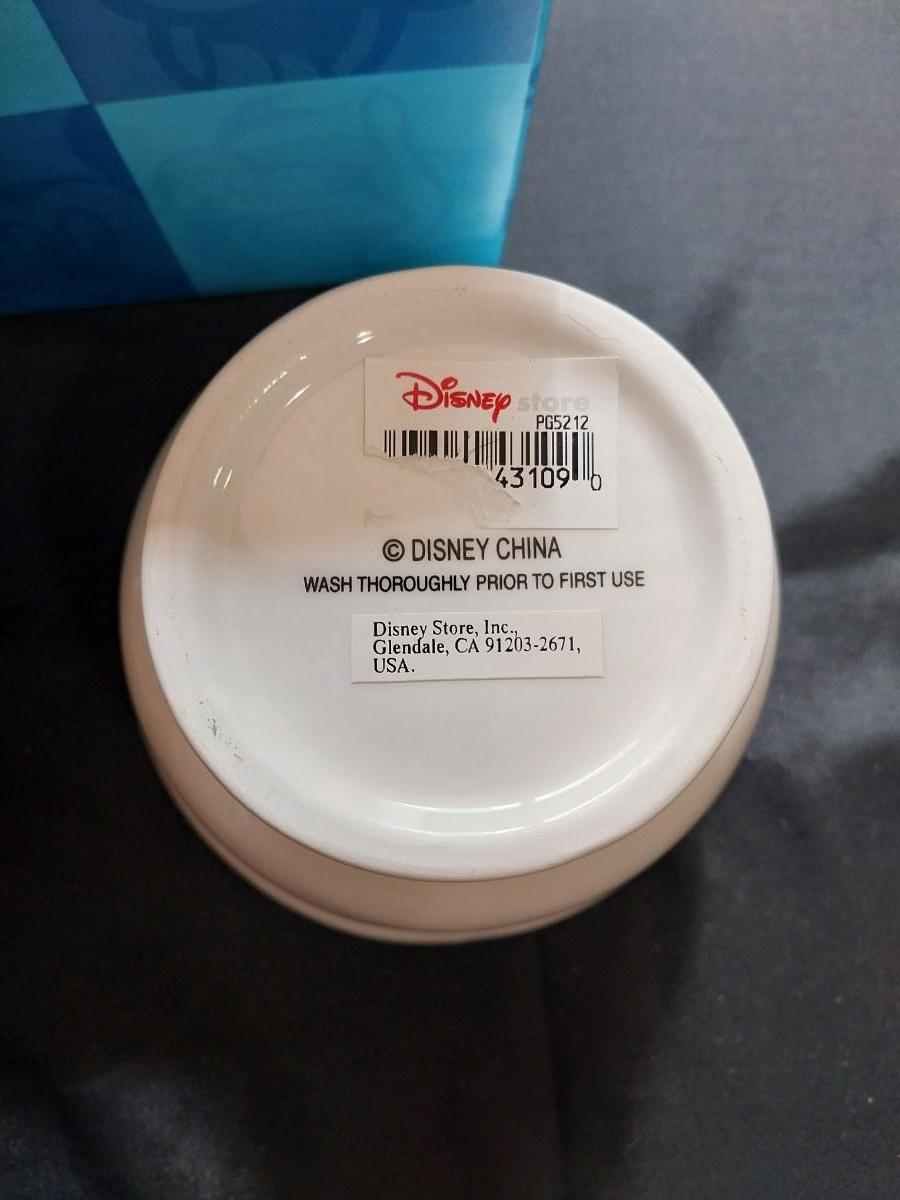 Disney store
PG5212
43109 0
© DISNEY CHINA
WASH THOROUGHLY PRIOR TO FIRST USE
Disney Store, Inc.,
Glendale, CA 91203-2671,
USA.